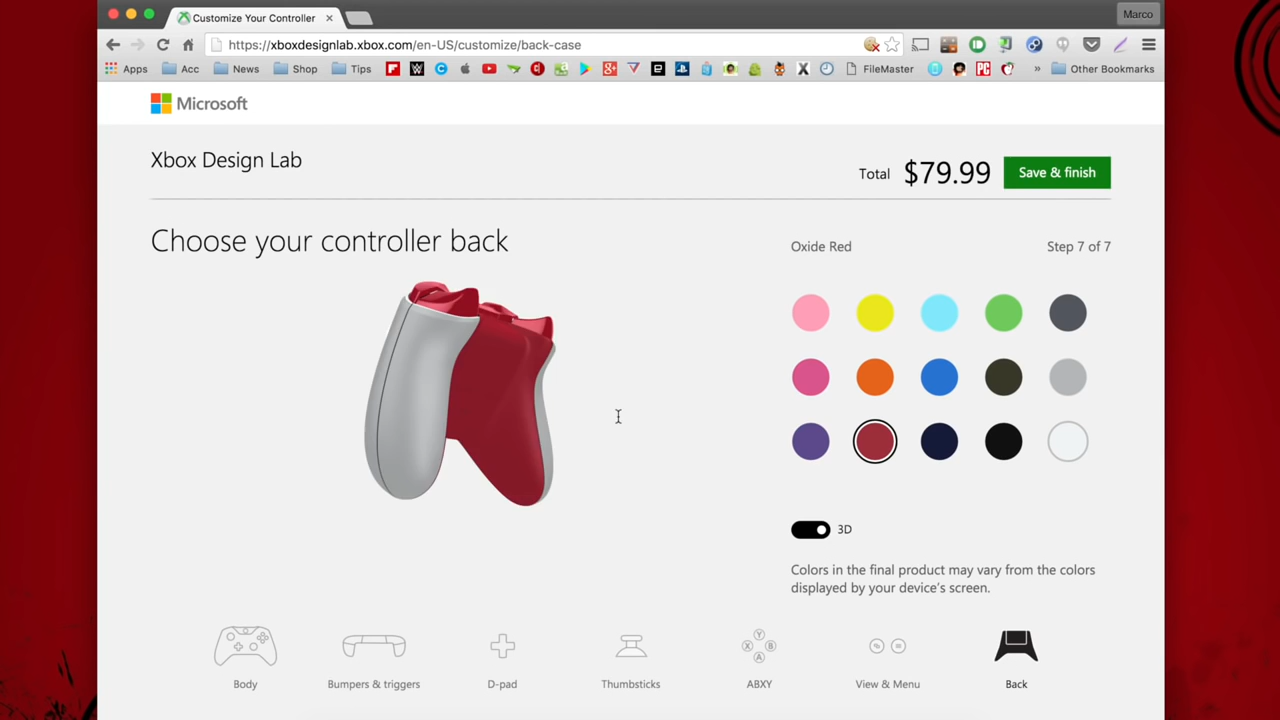 Customize Your Controller
Marco
https://xboxdesignlab.xbox.com/en-US/customize/back-case
Apps Acc News Shop Tips FileMaster PC » Other Bookmarks
Microsoft
Xbox Design Lab
Total $79.99 Save & finish
Choose your controller back
Oxide Red Step 7 of 7
3D
Colors in the final product may vary from the colors
displayed by your device's screen.
Y
X B
A
Body Bumpers & triggers D-pad Thumbsticks ABXY View & Menu Back